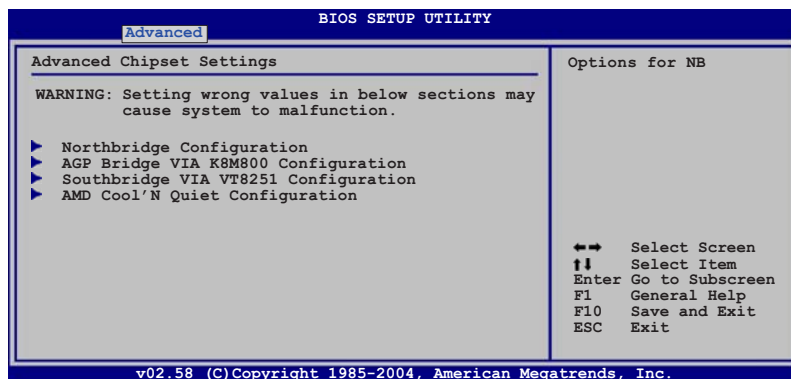 BIOS SETUP UTILITY
Advanced
Advanced Chipset Settings
WARNING: Setting wrong values in below sections may
cause system to malfunction.
Northbridge Configuration
AGP Bridge VIA K8M800 Configuration
Southbridge VIA VT8251 Configuration
AMD Cool'N Quiet Configuration
Options for NB
Select Screen
Select Item
Enter Go to Subscreen
F1 General Help
F10 Save and Exit
ESC Exit
v02.58 (C)Copyright 1985-2004, American Megatrends, Inc.